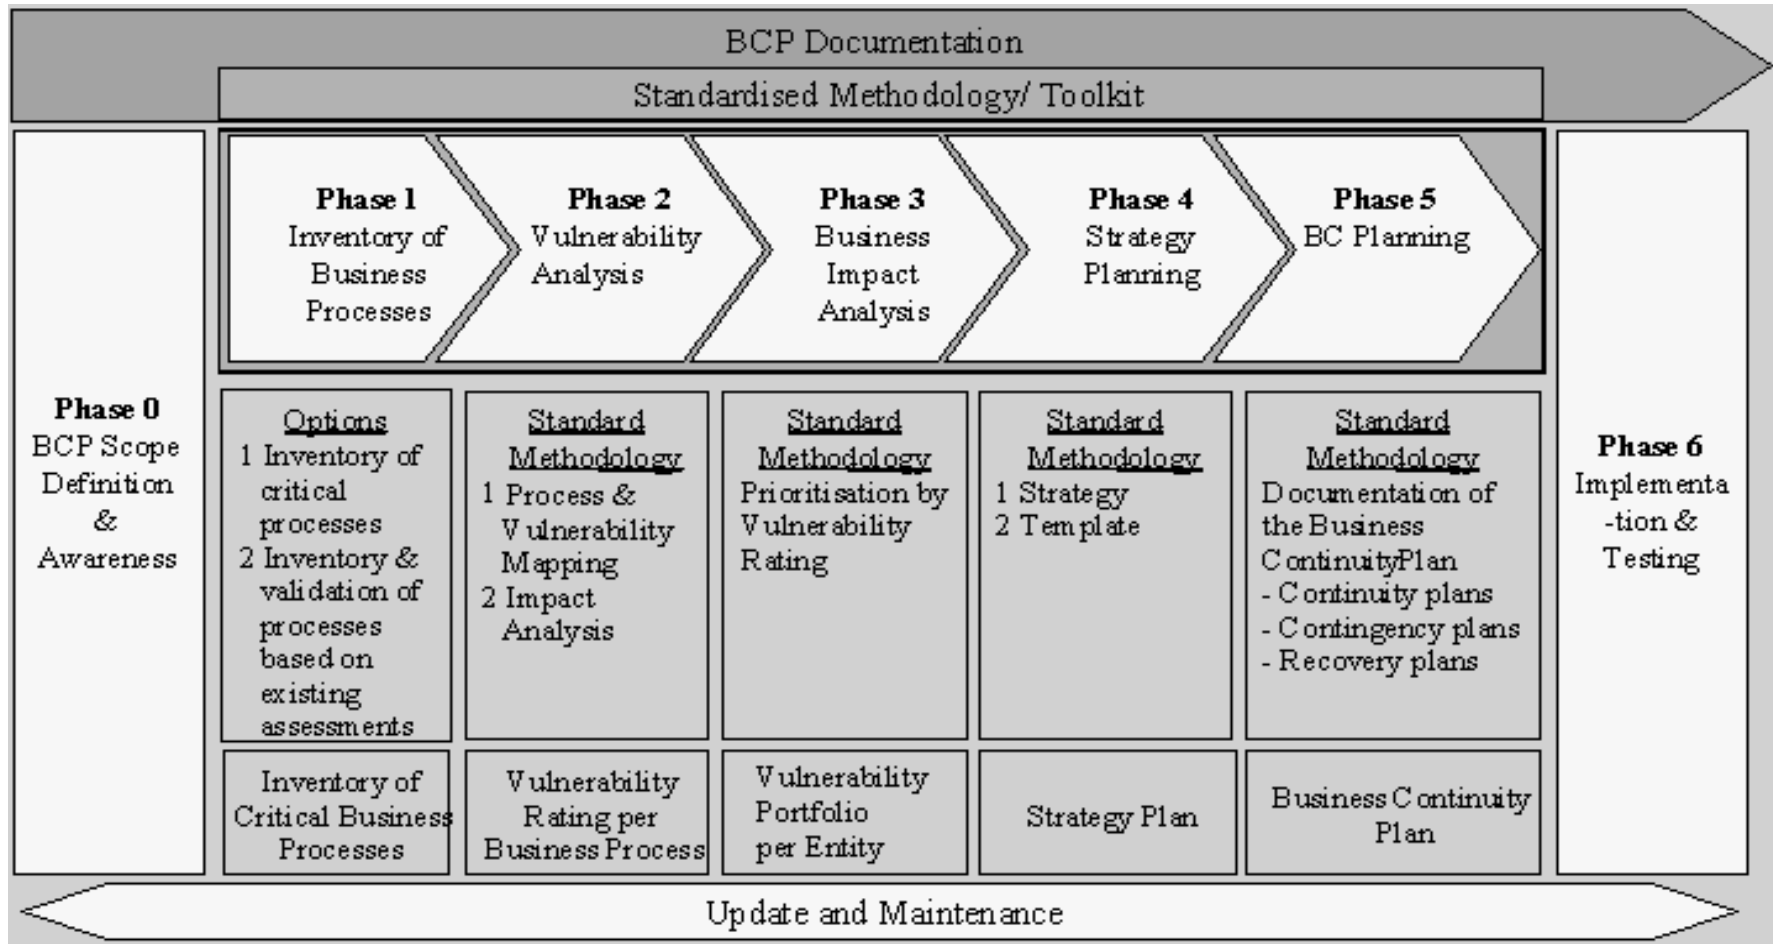 BCP Documentation
Standardised Methodology/ Toolkit
Phase 0
BCP Scope
Definition
&
Awareness
Phase 1
Inventory of
Business
Processes
Phase 2
Vulnerability
Analysis
Phase 3
Business
Impact
Analysis
Phase 4
Strategy
Planning
Phase 5
BC Planning
Options
1 Inventory of
critical
processes
2 Inventory &
validation of
processes
based on
existing
assessments
Standard
Methodology
1 Process &
Vulnerability
Mapping
2 Impact
Analysis
Standard
Methodology
Prioritisation by
Vulnerability
Rating
Standard
Methodology
1 Strategy
2 Template
Standard
Methodology
Documentation of
the Business
ContinuityPlan
- Continuity plans
- Contingency plans
- Recovery plans
Inventory of
Critical Business
Processes
Vulnerability
Rating per
Business Process
Vulnerability
Portfolio
per Entity
Strategy Plan
Business Continuity
Plan
Phase 6
Implementa
-tion &
Testing
Update and Maintenance